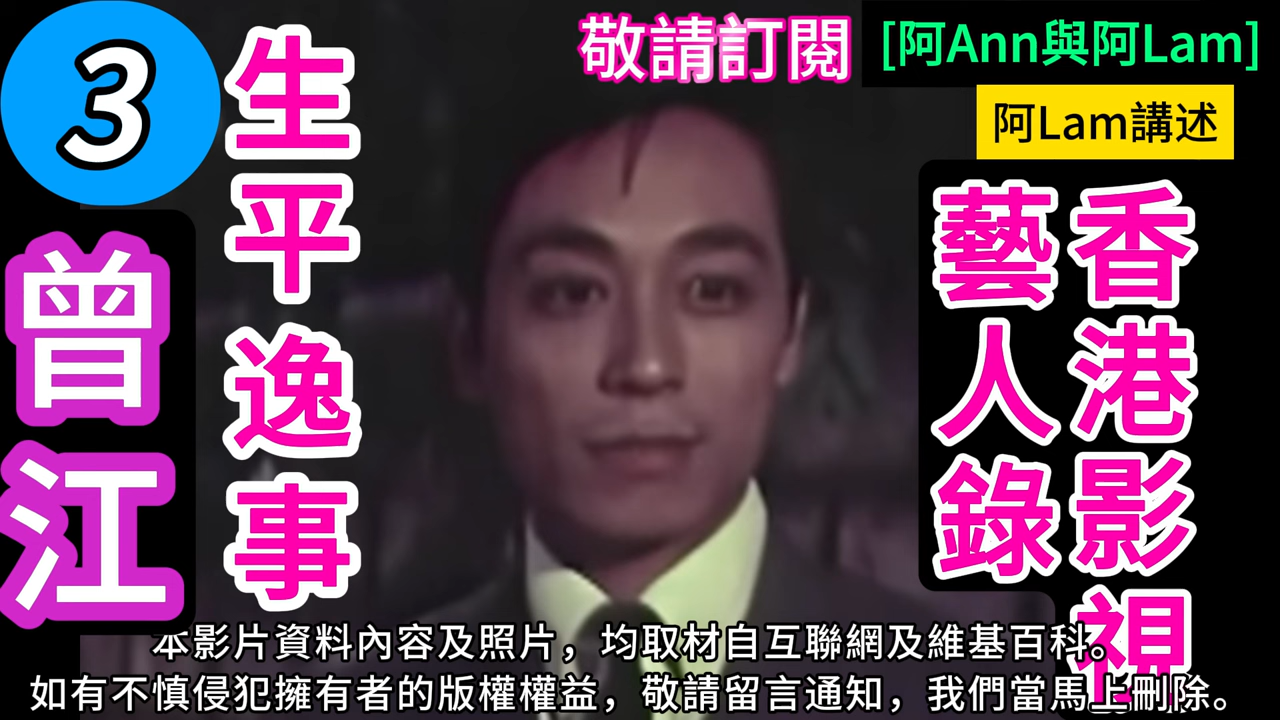 3
曾江
生平逸事
敬請訂閱
[阿Ann與阿Lam]
阿Lam講述
香港影視
藝人錄
本影片資料內容及照片，均取材自互聯網及維基百科。
如有不慎侵犯擁有者的版權權益，敬請留言通知，我們當馬上刪除。